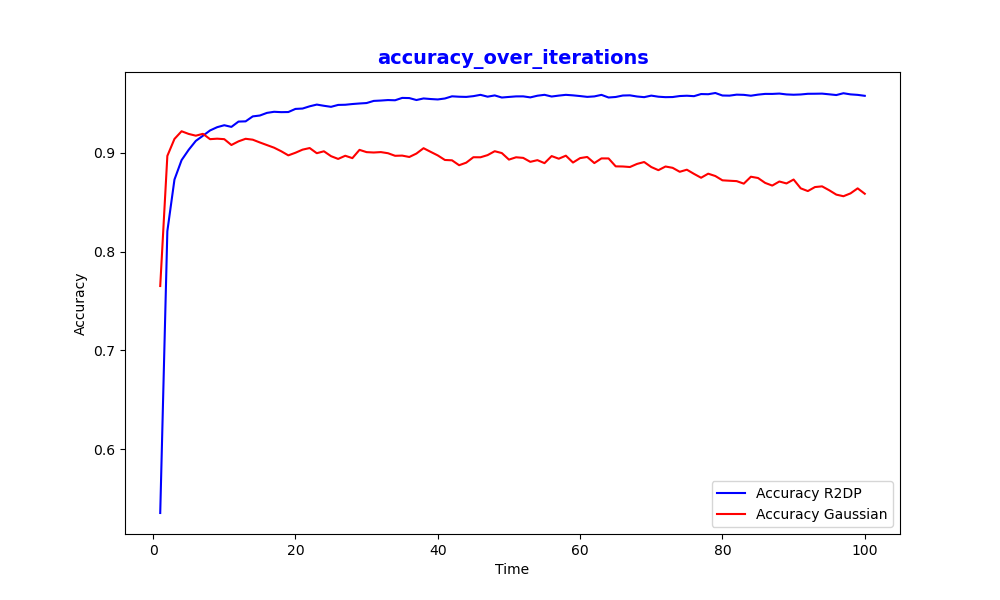 accuracy_over_iterations
Accuracy
0.9
0.8
0.7
0.6
0
20
40
60
80
100
Time
Accuracy R2DP
Accuracy Gaussian